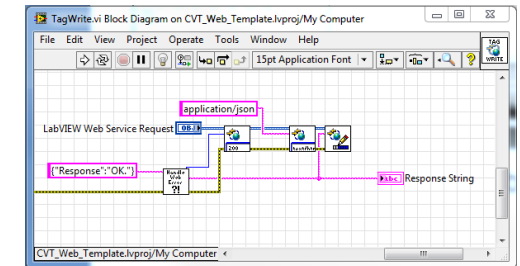 TagWrite.vi Block Diagram on CVT_Web_Template.lvproj/My Computer
File Edit View Project Operate Tools Window Help
15pt Application Font
TAG
WRITE
application/json
LabVIEW Web Service Request
OBJ
200
{"Response":"OK."}
Handle
Web
Error
?!
abc
Response String
CVT_Web_Template.lvproj/My Computer